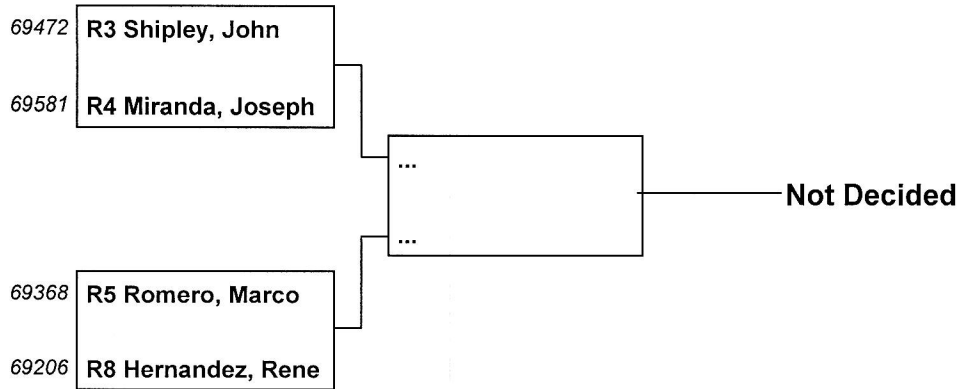 69472 R3 Shipley, John
69581 R4 Miranda, Joseph
...
...
Not Decided
69368 R5 Romero, Marco
69206 R8 Hernandez, Rene